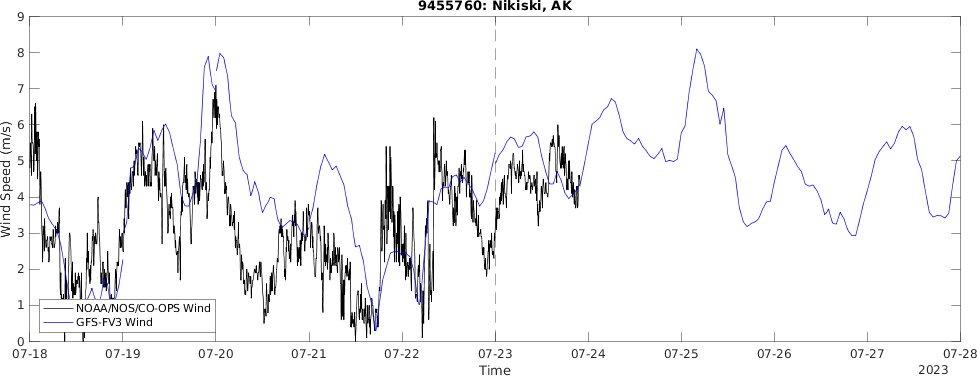 9455760: Nikiski, AK
9
8
7
6
5
4
3
2
1
0
Wind Speed (m/s)
NOAA/NOS/CO-OPS Wind
GFS-FV3 Wind
07-18 07-19 07-20 07-21 07-22 07-23 07-24 07-25 07-26 07-27 07-28
Time
2023